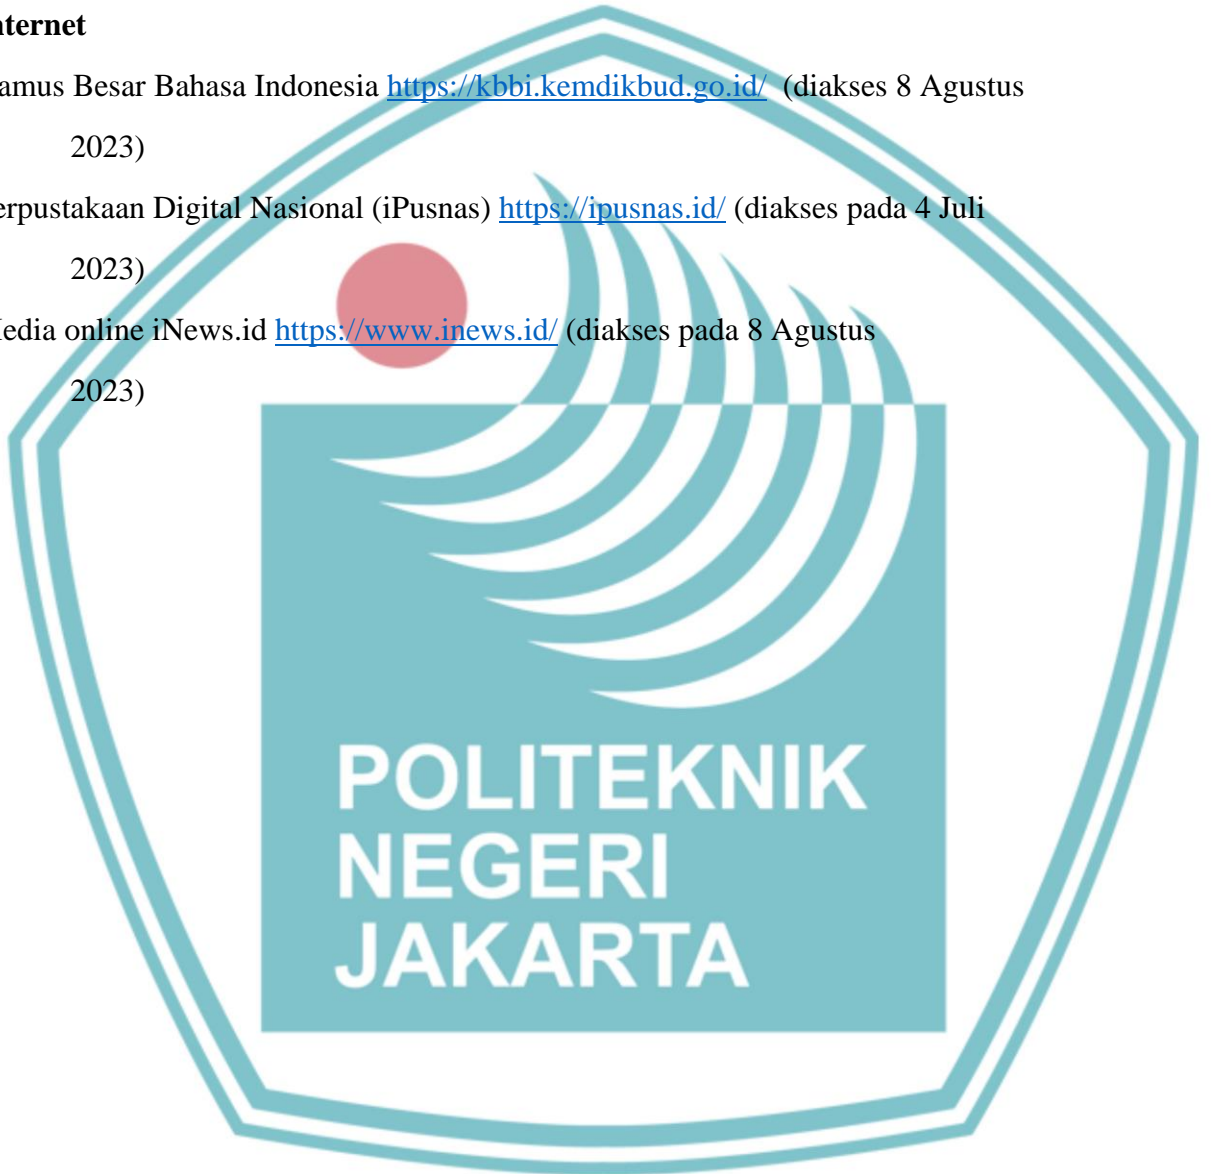 nternet
amus Besar Bahasa Indonesia https://kbbi.kemdikbud.go.id/ (diakses 8 Agustus
2023)
erpustakaan Digital Nasional (iPusnas) https://ipusnas.id/ (diakses pada 4 Juli
2023)
edia online iNews.id https://www.inews.id/ (diakses pada 8 Agustus
2023)
POLITEKNIK
NEGERI
JAKARTA